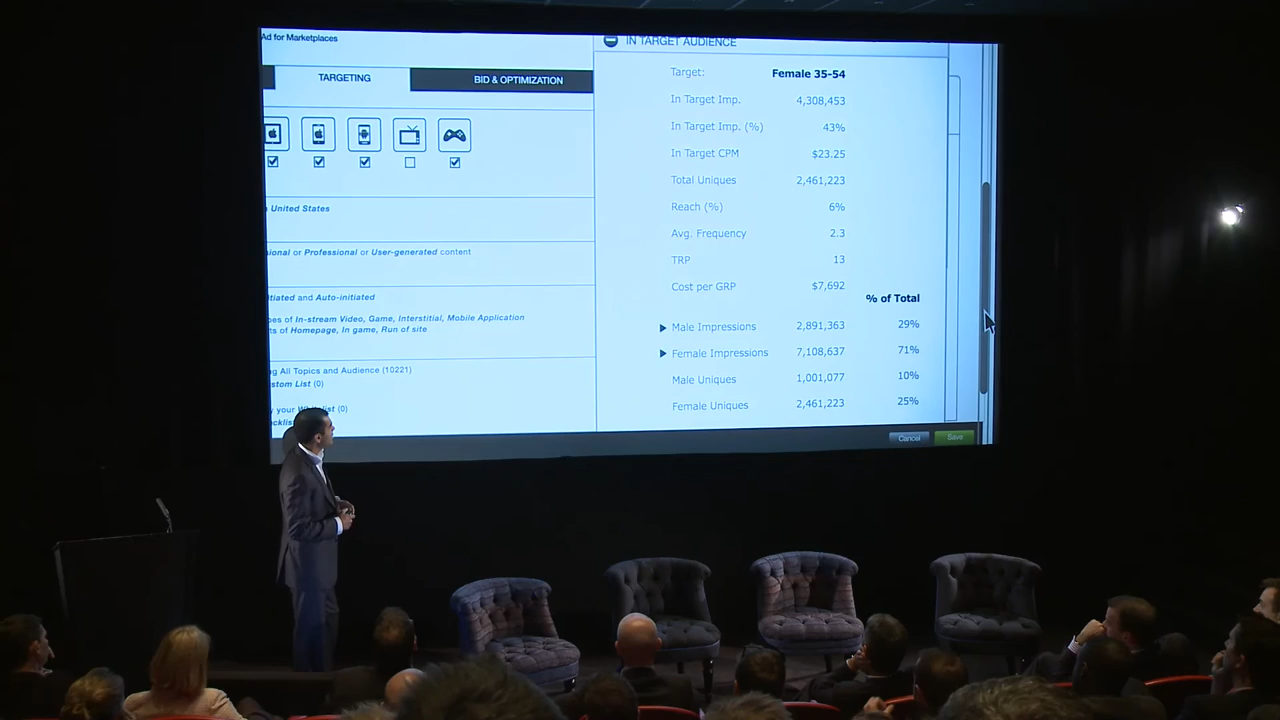 Ad for Marketplaces
TARGETING
BID & OPTIMIZATION
United States
or Professional or User-generated content
and Auto-initiated
of In-stream Video, Game, Interstitial, Mobile Application
of Homepage, In game, Run of site
All Topics and Audience (10221)
List (0)
your (0)
IN TARGET AUDIENCE
Target: Female 35-54
In Target Imp. 4,308,453
In Target Imp. (%) 43%
In Target CPM $23.25
Total Uniques 2,461,223
Reach (%) 6%
Avg. Frequency 2.3
TRP 13
Cost per GRP $7,692
% of Total
Male Impressions 2,891,363 29%
Female Impressions 7,108,637 71%
Male Uniques 1,001,077 10%
Female Uniques 2,461,223 25%
Cancel
Save